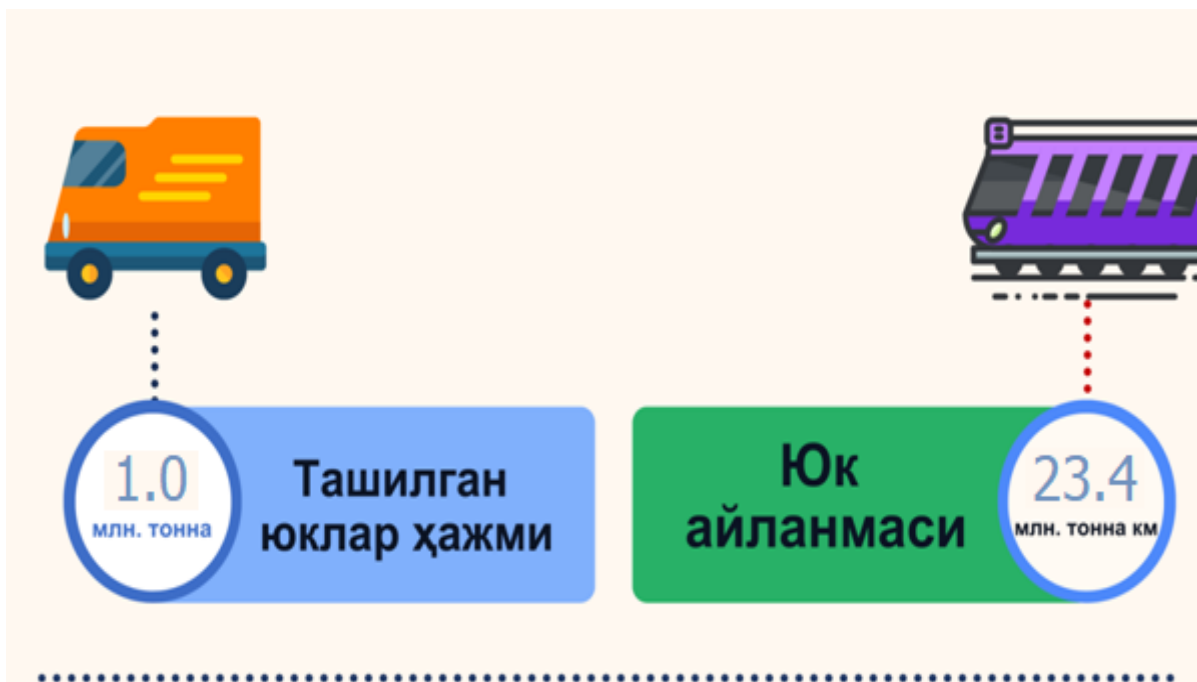 1.0
млн. тонна
Ташилган
юклар ҳажми
Юк
айланмаси
23.4
млн. тонна км